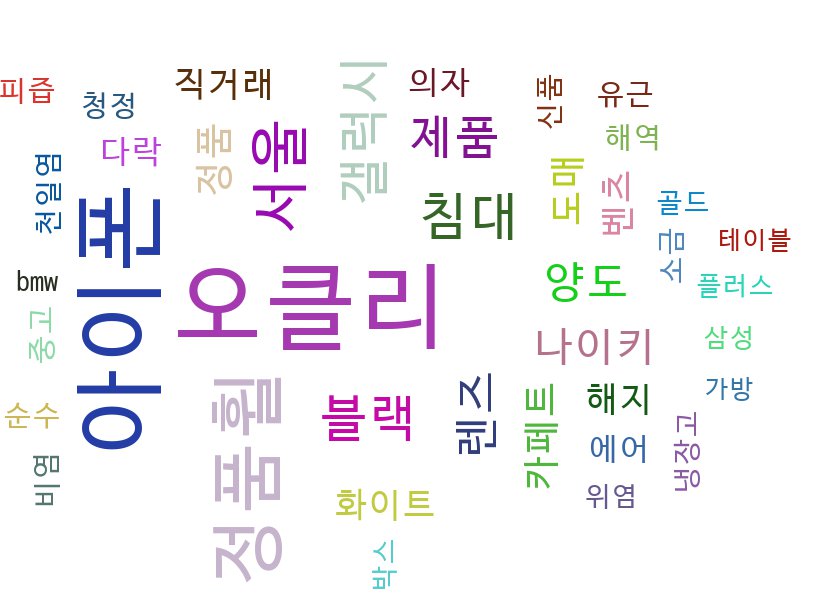 피즙
청정
직거래
갤럭시
의자
신품
유근
다락
정품
서울
제품
해역
천일염
아이폰
침대
도매
벤츠
골드
소금
테이블
bmw
오클리
양도
플러스
중고
나이키
삼성
순수
정품휠
블랙
렌즈
카페트
해지
가방
에어
냉장고
비염
화이트
위염
박스